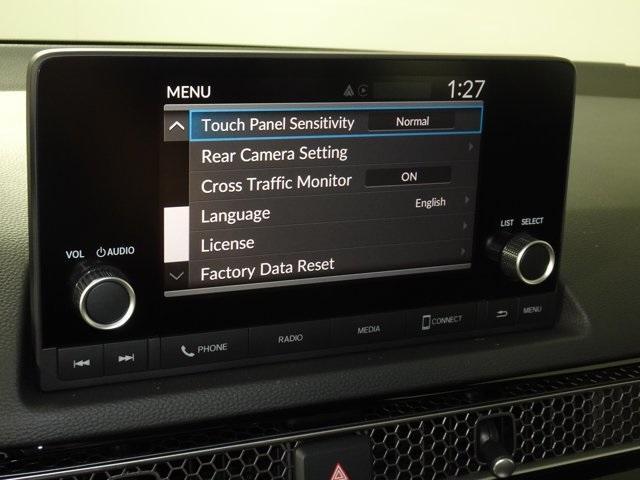 MENU 1:27
Touch Panel Sensitivity Normal
Rear Camera Setting
Cross Traffic Monitor ON
Language English
License
Factory Data Reset
VOL AUDIO
LIST SELECT
PHONE RADIO MEDIA CONNECT MENU